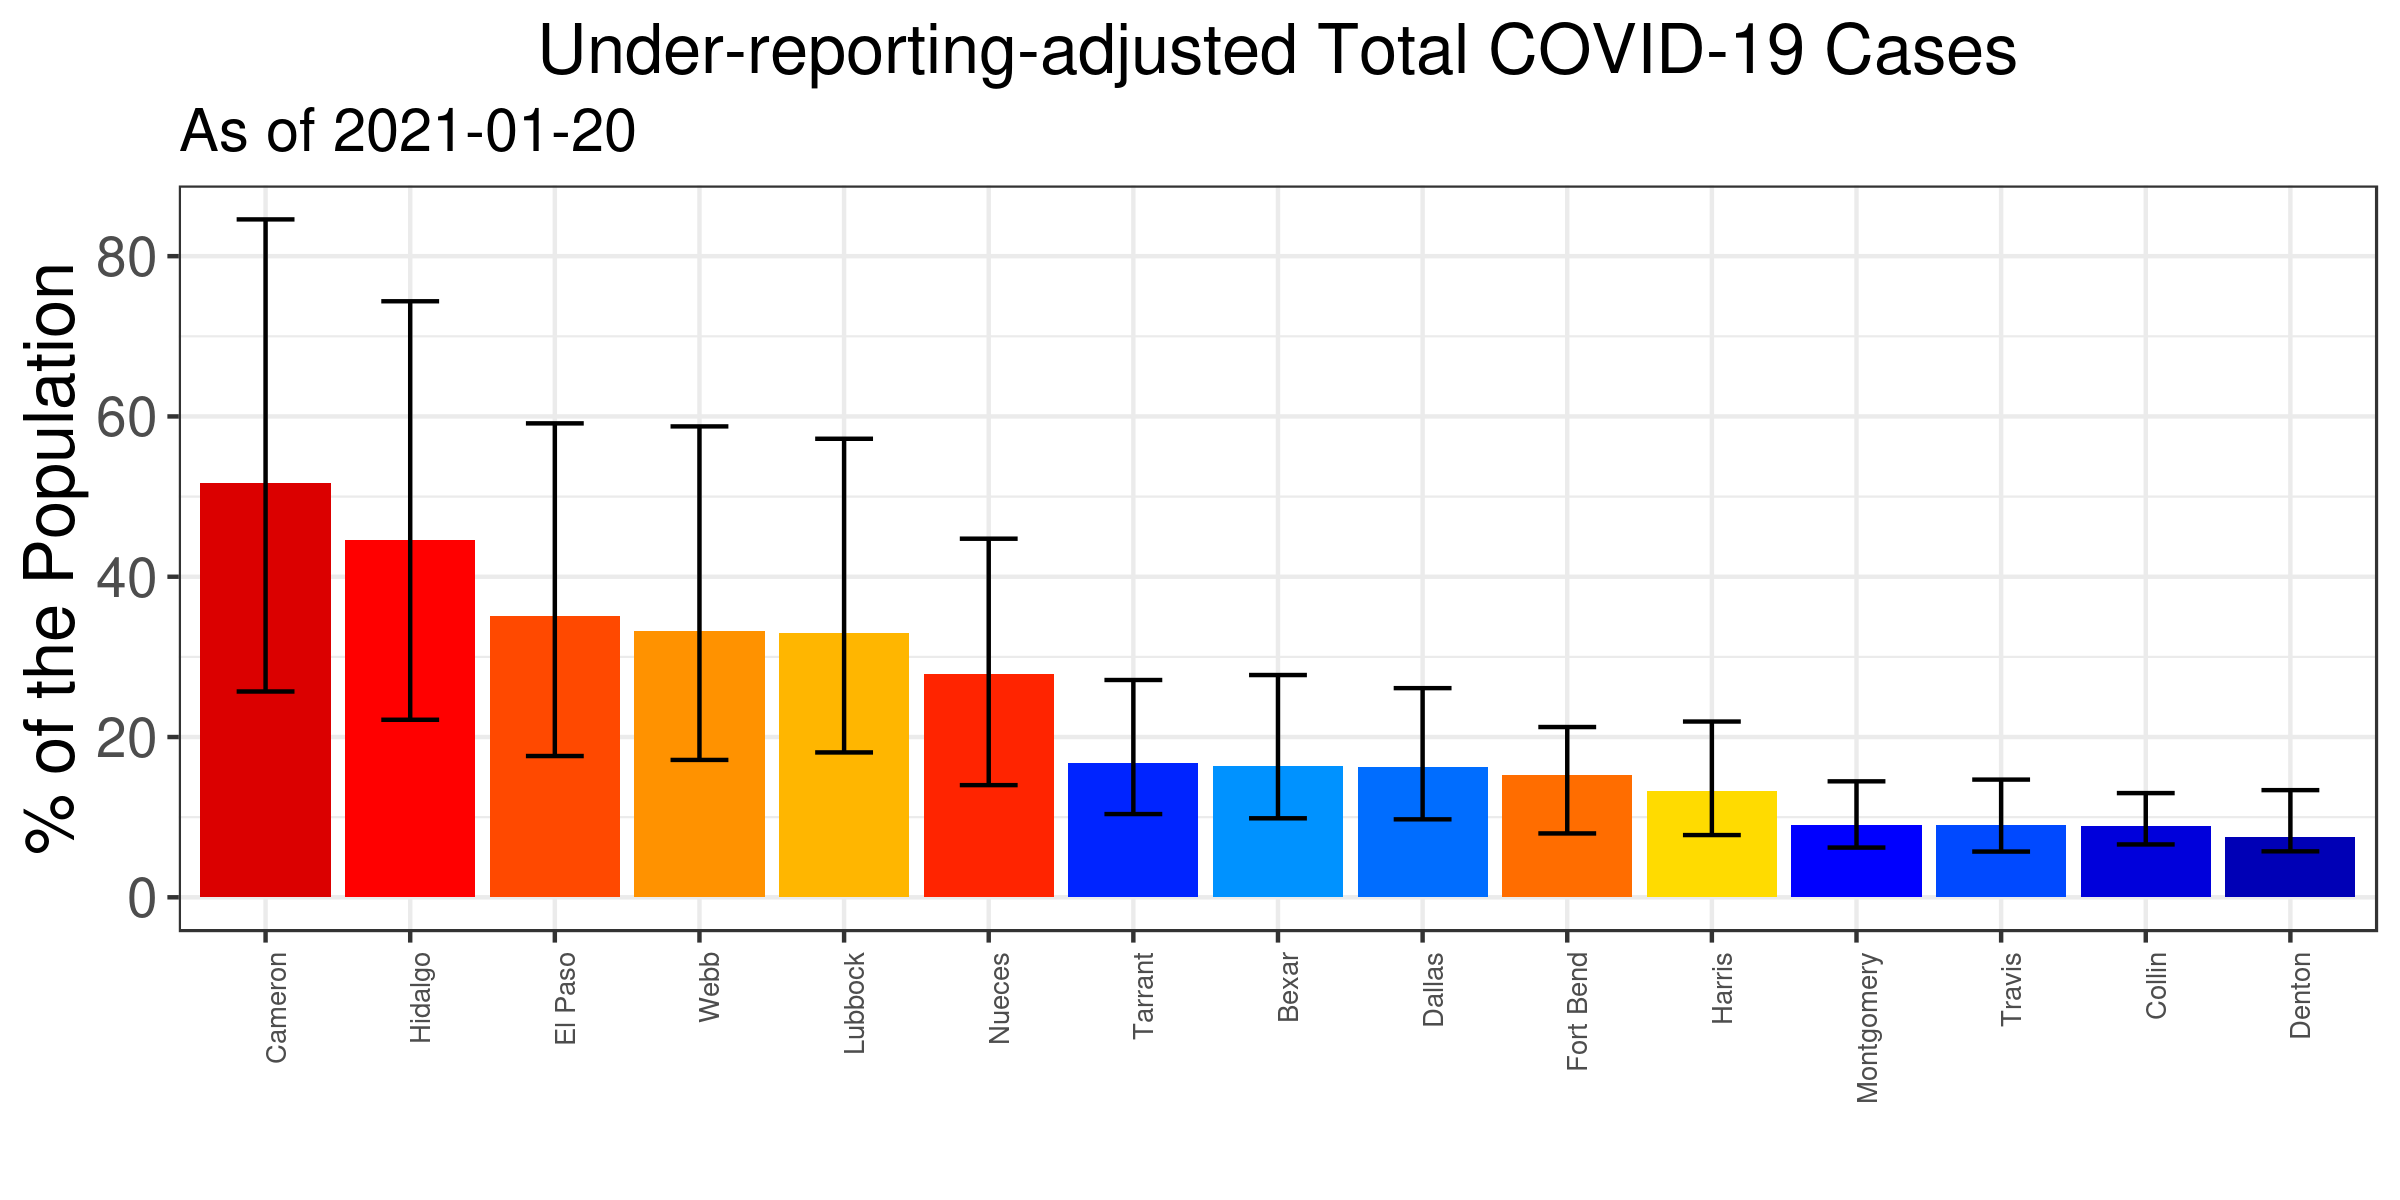 Under-reporting-adjusted Total COVID-19 Cases
As of 2021-01-20
% of the Population
80
60
40
20
0
Cameron
Hidalgo
El Paso
Webb
Lubbock
Nueces
Tarrant
Bexar
Dallas
Fort Bend
Harris
Montgomery
Travis
Collin
Denton